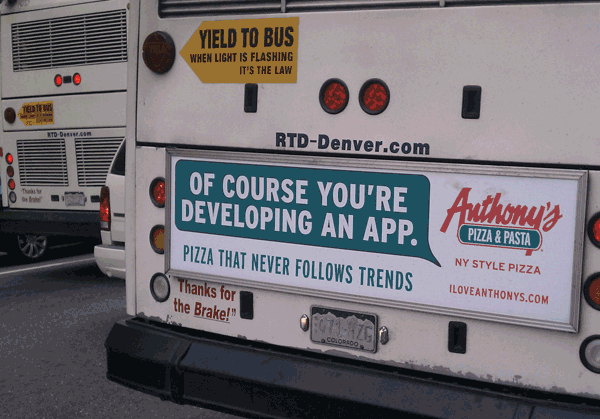 YIELD TO BUS
WHEN LIGHT IS FLASHING
IT'S THE LAW
RTD-Denver.com
OF COURSE YOU'RE
DEVELOPING AN APP.
PIZZA THAT NEVER FOLLOWS TRENDS
Anthony's
PIZZA & PASTA
NY STYLE PIZZA
ILOVEANTHONYS.COM
"Thanks for
the Brake!"
COLORADO
YIELD TO BUS
RTD-Denver.com
"Thanks for
the Brake!"